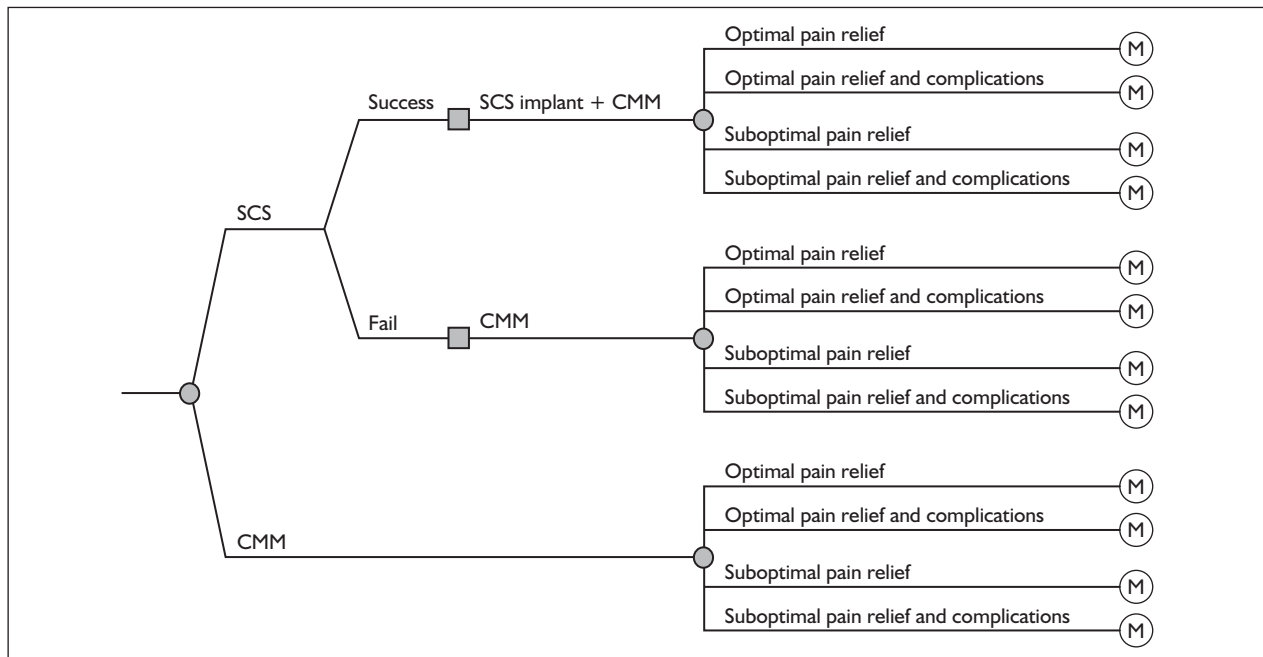 Optimal pain relief
M
Optimal pain relief and complications
M
Success
SCS implant + CMM
Suboptimal pain relief
M
Suboptimal pain relief and complications
M
SCS
Optimal pain relief
M
Optimal pain relief and complications
M
Fail
CMM
Suboptimal pain relief
M
Suboptimal pain relief and complications
M
Optimal pain relief
M
Optimal pain relief and complications
M
CMM
Suboptimal pain relief
M
Suboptimal pain relief and complications
M